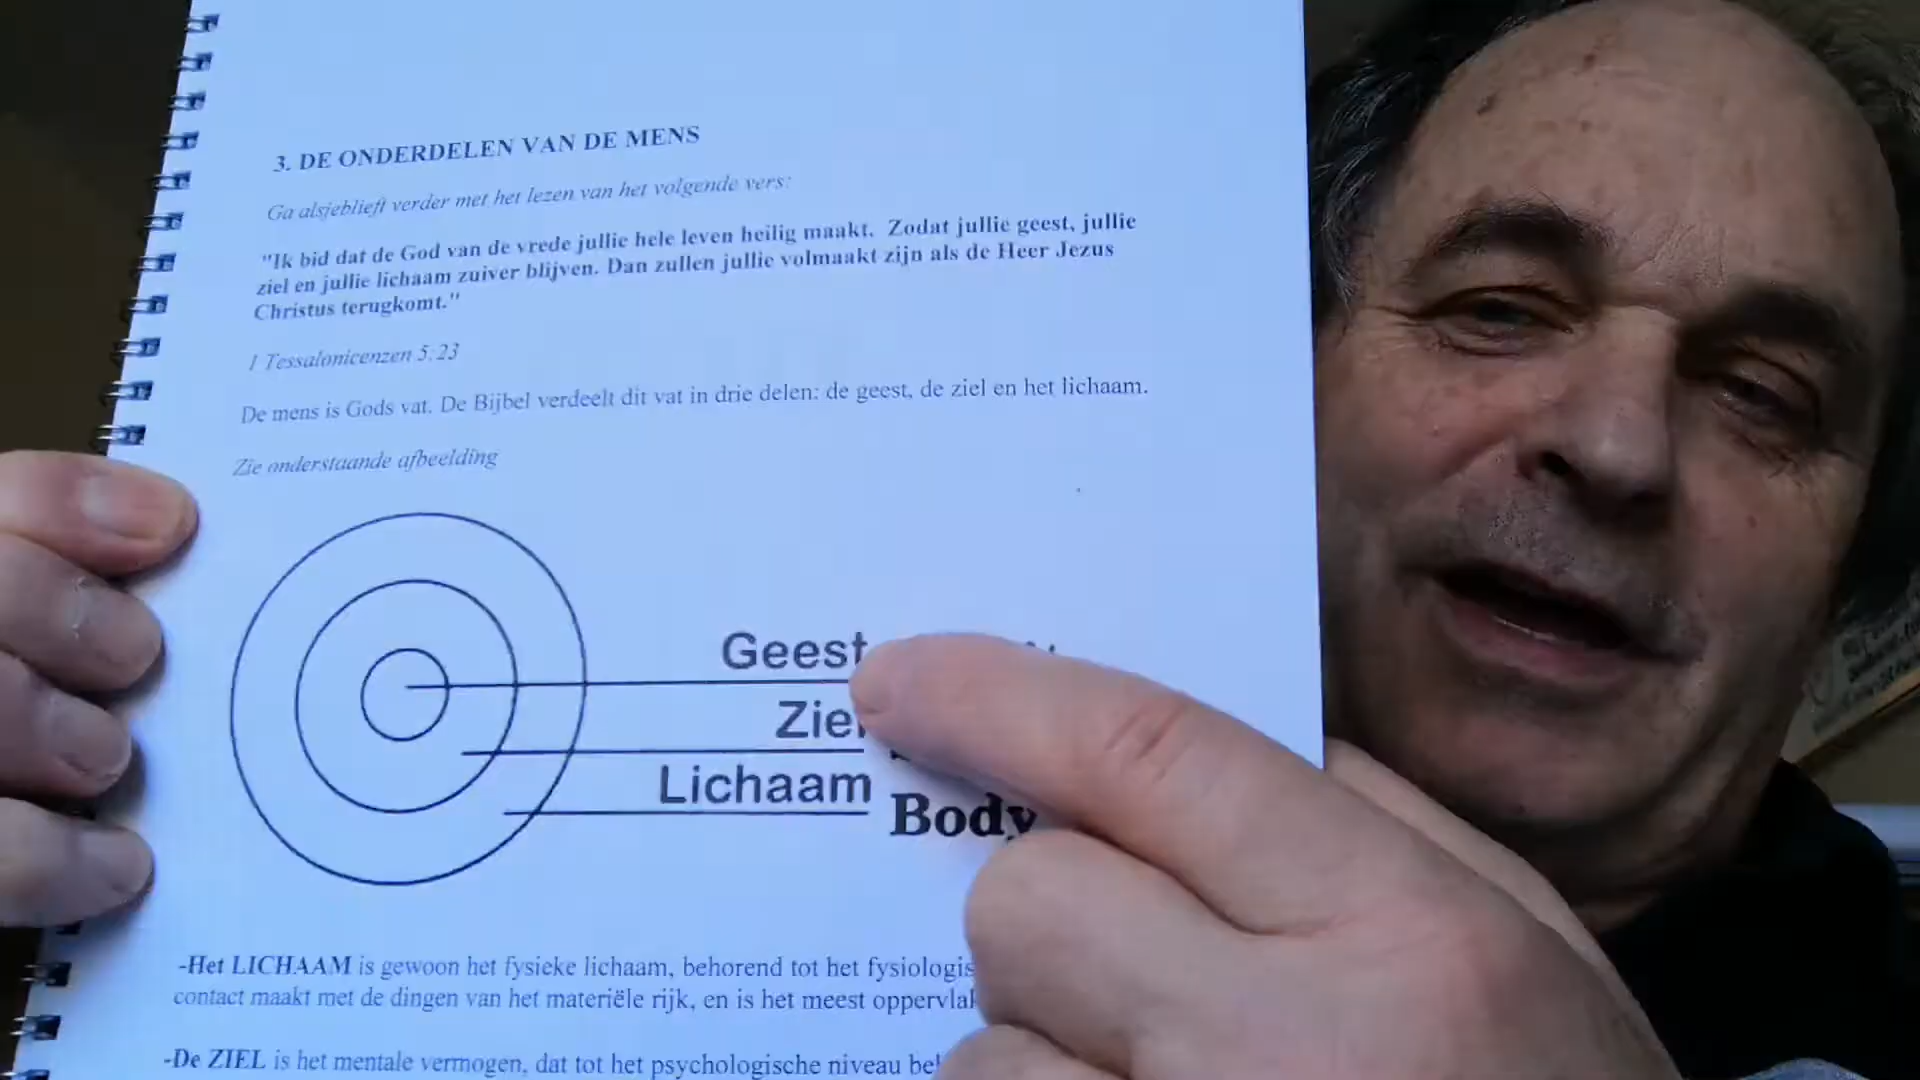 3. DE ONDERDELEN VAN DE MENS
Ga alsjeblieft verder met het lezen van het volgende vers:
"Ik bid dat de God van de vrede jullie hele leven heilig maakt. Zodat jullie geest, jullie
ziel en jullie lichaam zuiver blijven. Dan zullen jullie volmaakt zijn als de Heer Jezus
Christus terugkomt."
1 Tessalonicenzen 5:23
De mens is Gods vat. De Bijbel verdeelt dit vat in drie delen: de geest, de ziel en het lichaam.
Zie onderstaande afbeelding
Geest
Ziel
Lichaam
Body
-Het LICHAAM is gewoon het fysieke lichaam, behorend tot het
contact maakt met de dingen van het materiële rijk, en is het meest
-De ZIEL is het mentale vermogen, dat tot het psychologische niveau